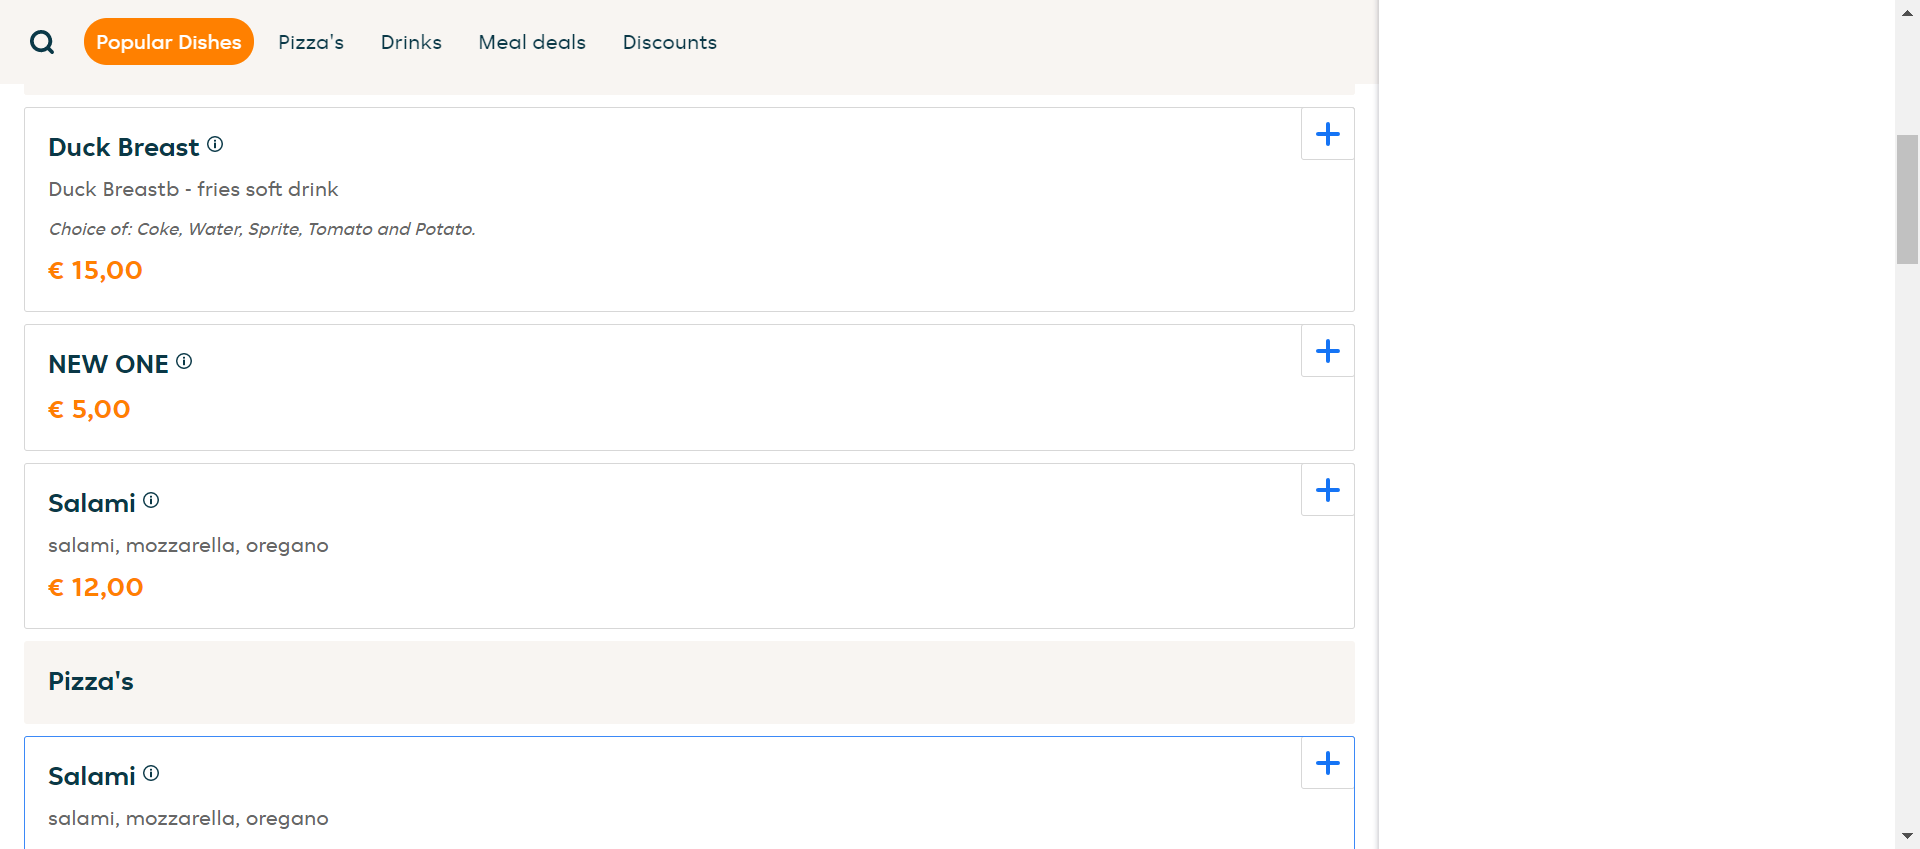 Popular Dishes Pizza's Drinks Meal deals Discounts
Duck Breast
Duck Breastb - fries soft drink
Choice of: Coke, Water, Sprite, Tomato and Potato.
€ 15,00
NEW ONE
€ 5,00
Salami
salami, mozzarella, oregano
€ 12,00
Pizza's
Salami
salami, mozzarella, oregano